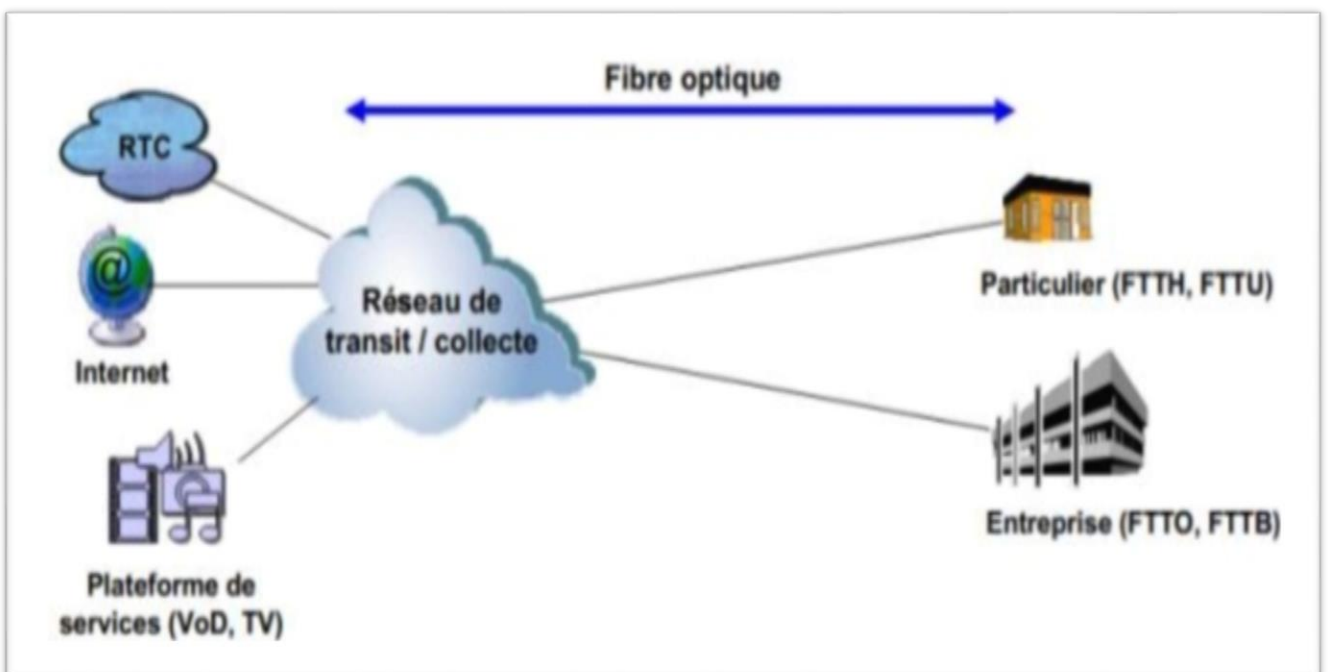 Fibre optique
RTC
@
Internet
Réseau de
transit / collecte
Particulier (FTTH, FTTU)
Entreprise (FTTO, FTTB)
Plateforme de
services (VoD, TV)